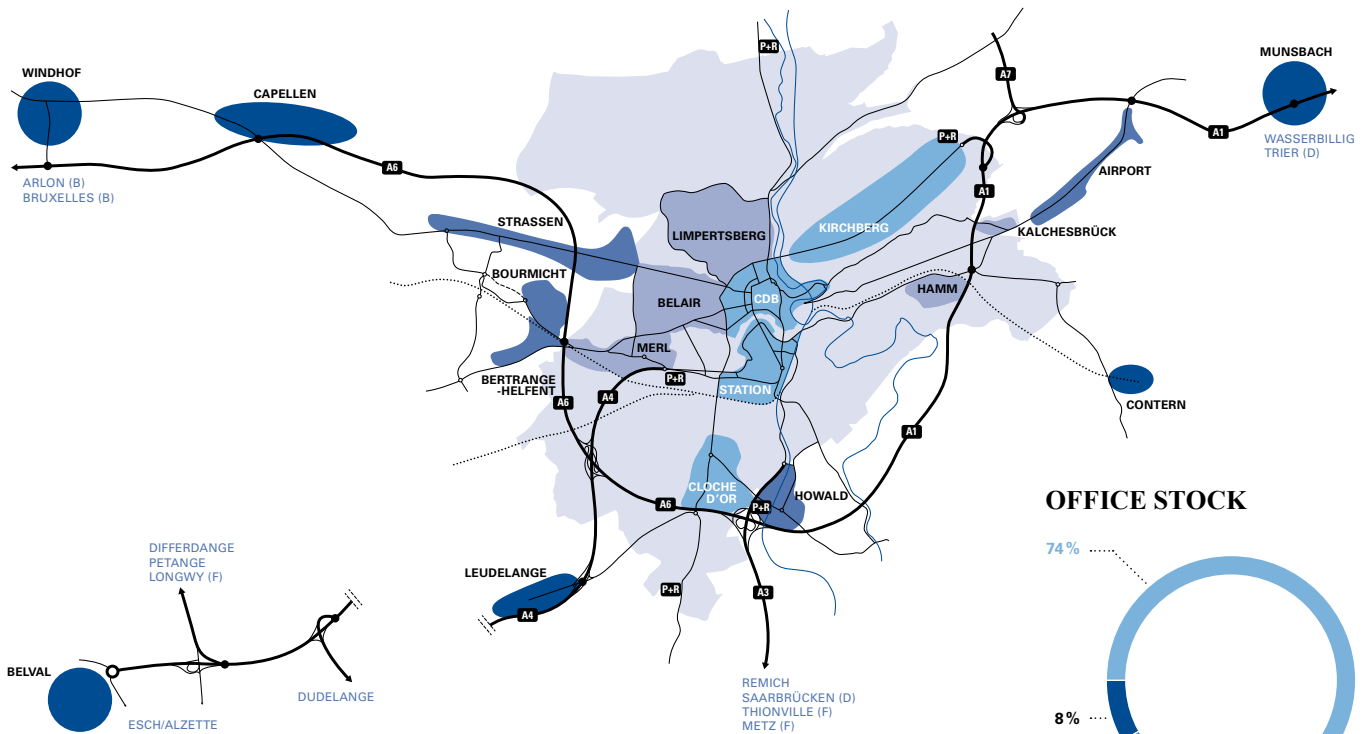 P+R
WINDHOF
CAPELLEN
A7
MUNSBACH
A6
P+R
A1
WASSERBILLIG
TRIER (D)
ARLON (B)
BRUXELLES (B)
A1
AIRPORT
STRASSEN
LIMPERTSBERG
KIRCHBERG
KALCHESBRÜCK
BOURMICHT
BELAIR
CDB
HAMM
MERL
BERTRANGE
-HELFENT
P+R
STATION
A6
A4
CONTERN
A1
CLOCHE
D'OR
HOWALD
A6
P+R
OFFICE STOCK
74%
DIFFERDANGE
PETANGE
LONGWY (F)
LEUDELANGE
A4
P+R
A3
BELVAL
DUDELANGE
ESCH/ALZETTE
REMICH
SAARBRÜCKEN (D)
THIONVILLE (F)
METZ (F)
8%